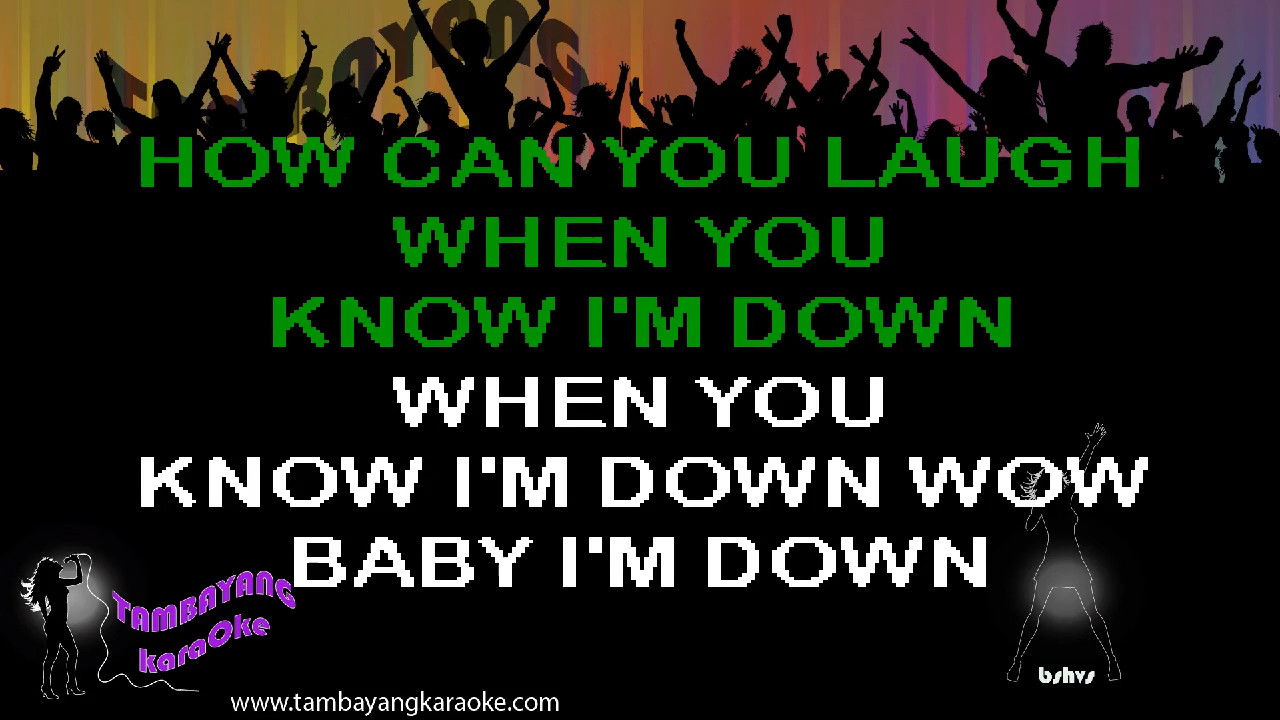 TAMBAYANG
HOW CAN YOU LAUGH
WHEN YOU
KNOW I'M DOWN
WHEN YOU
KNOW I'M DOWN WOW
BABY I'M DOWN
TAMBAYANG
karaOke
bshvs
www.tambayangkaraoke.com